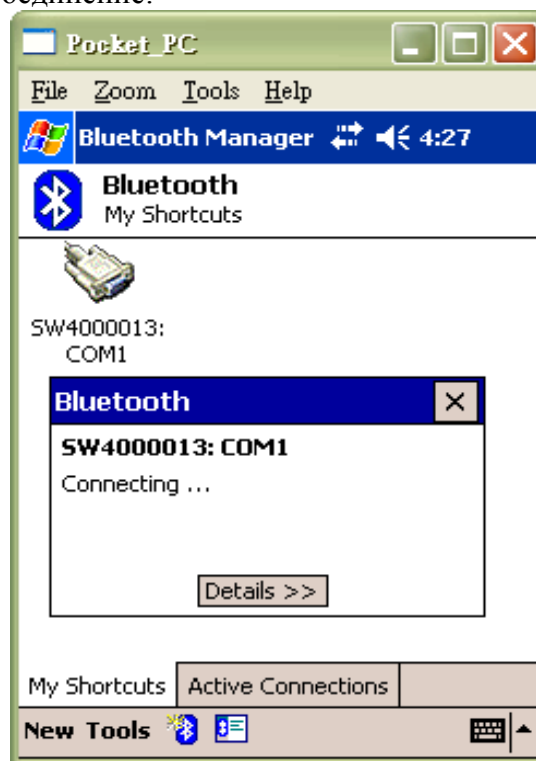 Pocket_PC
File Zoom Tools Help
Bluetooth Manager 4:27
Bluetooth
My Shortcuts
SW4000013:
COM1
Bluetooth
SW4000013: COM1
Connecting ...
Details >>
My Shortcuts Active Connections
New Tools